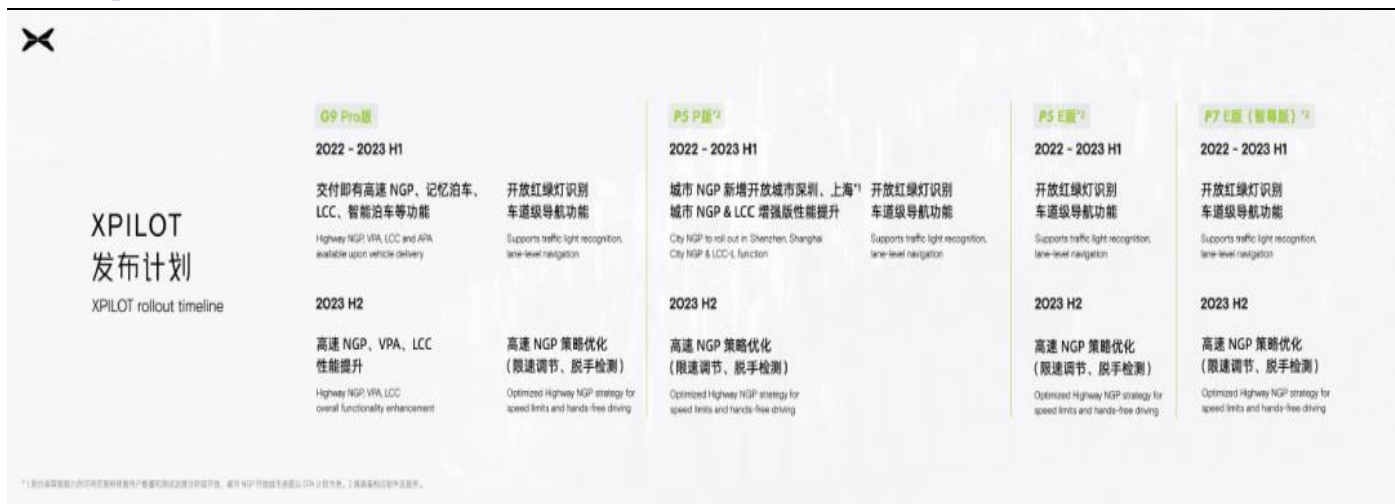 XPILOT
发布计划
XPILOT rollout timeline
G9 Pro版
2022 - 2023 H1
交付即有高速 NGP、记忆泊车、
LCC、智能泊车等功能
Highway NGP, VPA, LCC and APA
available upon vehicle delivery
开放红绿灯识别
车道级导航功能
Supports traffic light recognition,
lane-level navigation
2023 H2
高速 NGP、VPA、LCC
性能提升
Highway NGP, VPA, LCC
overall functionality enhancement
高速 NGP 策略优化
(限速调节、脱手检测)
Optimized Highway NGP strategy for
speed limits and hands-free driving
P5 P版*2
2022 - 2023 H1
城市 NGP 新增开放城市深圳、上海*1
城市 NGP & LCC 增强版性能提升
City NGP to roll out in Shenzhen, Shanghai
City NGP & LCC-L function
开放红绿灯识别
车道级导航功能
Supports traffic light recognition,
lane-level navigation
2023 H2
高速 NGP 策略优化
(限速调节、脱手检测)
Optimized Highway NGP strategy for
speed limits and hands-free driving
P5 E版*2
2022 - 2023 H1
开放红绿灯识别
车道级导航功能
Supports traffic light recognition,
lane-level navigation
2023 H2
高速 NGP 策略优化
(限速调节、脱手检测)
Optimized Highway NGP strategy for
speed limits and hands-free driving
P7 E版 (智尊版) *2
2022 - 2023 H1
开放红绿灯识别
车道级导航功能
Supports traffic light recognition,
lane-level navigation
2023 H2
高速 NGP 策略优化
(限速调节、脱手检测)
Optimized Highway NGP strategy for
speed limits and hands-free driving